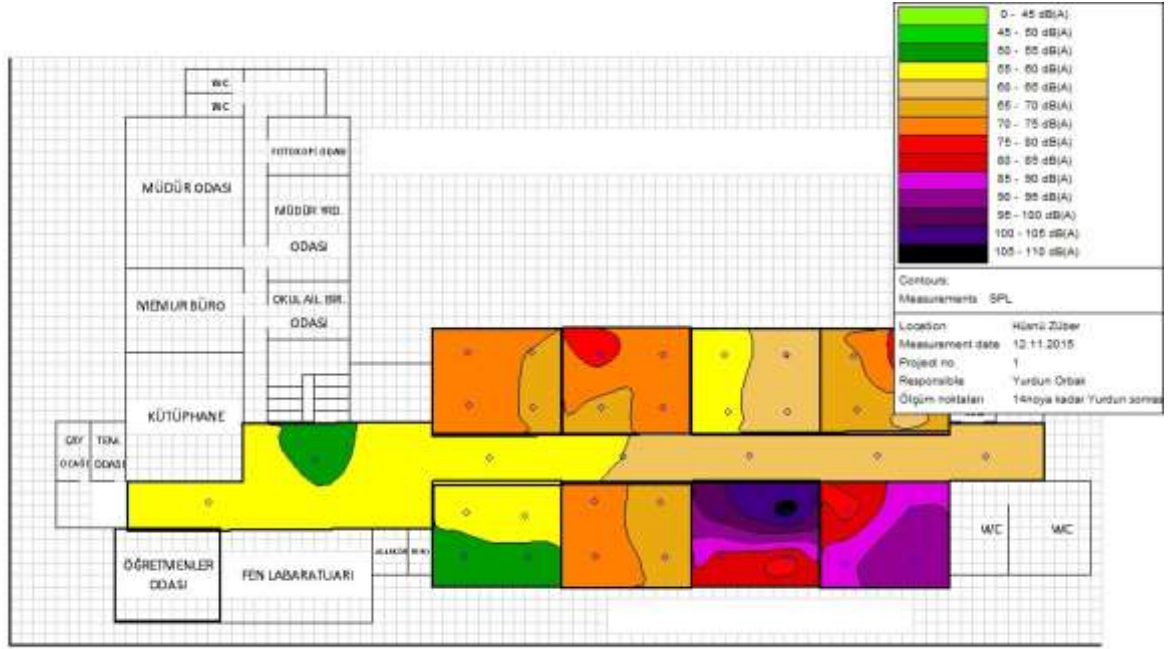 0 - 45 dB(A)
45 - 50 dB(A)
50 - 55 dB(A)
55 - 60 dB(A)
60 - 65 dB(A)
65 - 70 dB(A)
70 - 75 dB(A)
75 - 80 dB(A)
80 - 85 dB(A)
85 - 90 dB(A)
90 - 95 dB(A)
95 - 100 dB(A)
100 - 105 dB(A)
105 - 110 dB(A)
Contours:
Measurements SPL
Location Hüsnü Züber
Measurement date 12.11.2015
Project no 1
Responsible Yurdun Orbak
Ölçüm noktaları 14noya kadar Yurdun sonras
WC
WC
FOTOKOPİ ODASI
MÜDÜR ODASI
MÜDÜR YRD.
ODASI
MEMUR BÜRO
OKUL AİL. BİR.
ODASI
KÜTÜPHANE
ÇAY
ODASI
TEM.
ODASI
ÖĞRETMENLER
ODASI
FEN LABARATUARI
WC
WC